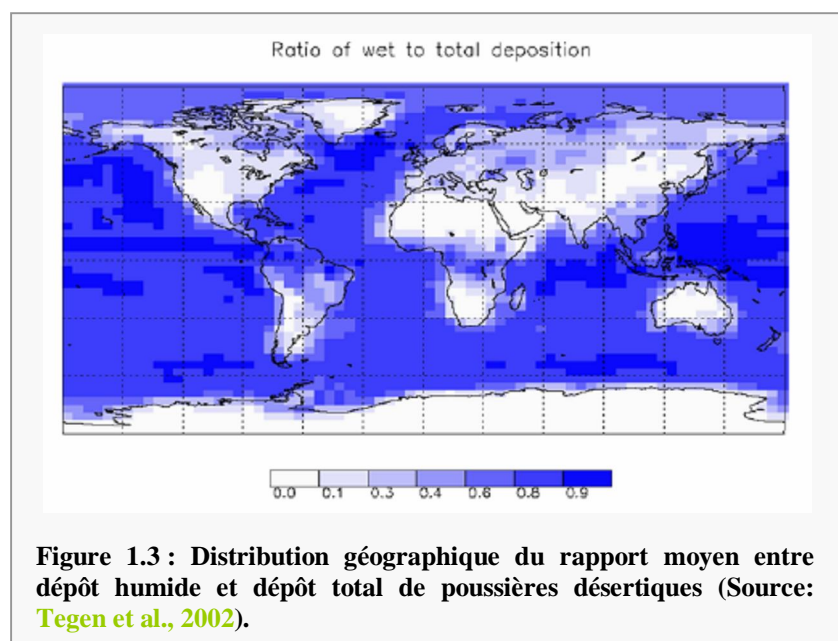 Ratio of wet to total deposition
0.0 0.1 0.3 0.4 0.6 0.8 0.9
Figure 1.3 : Distribution géographique du rapport moyen entre
dépôt humide et dépôt total de poussières désertiques (Source:
Tegen et al., 2002).